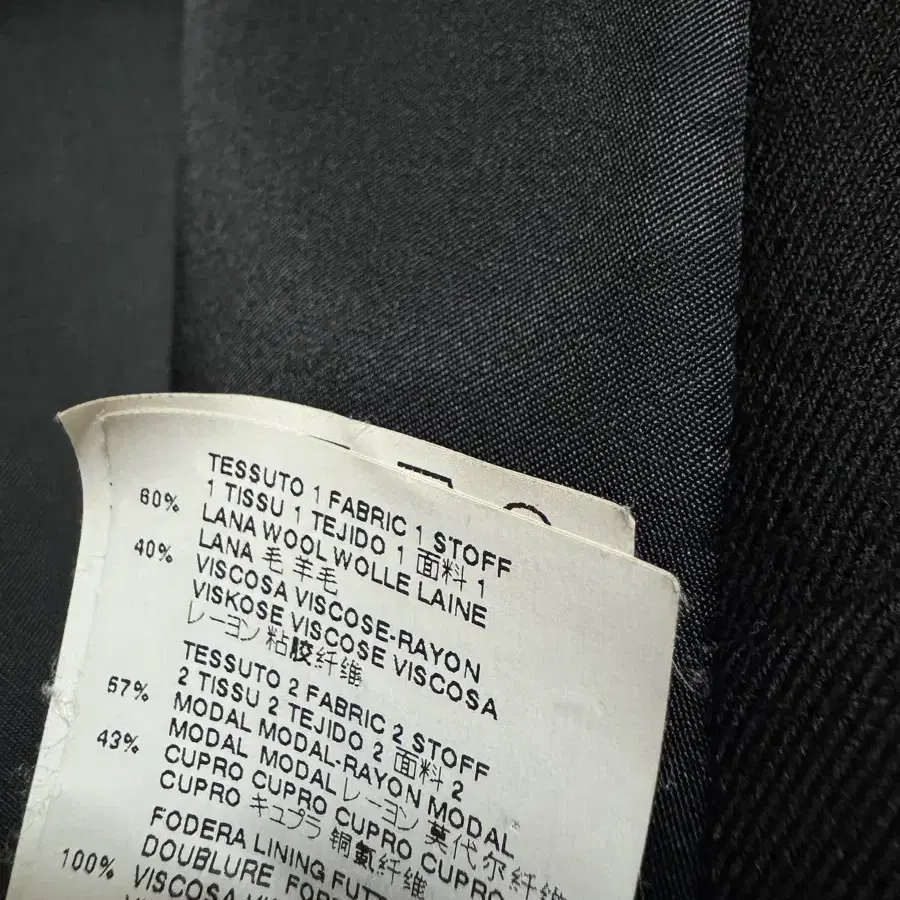 TESSUTO 1 FABRIC 1 STOFF
1 TISSU 1 TEJIDO 1 面料 1
60% LANA WOOL WOLLE LAINE
LANA 毛 羊毛
40% VISCOSA VISCOSE-RAYON
VISKOSE VISCOSE VISCOSA
レーヨン 粘胶纤维
TESSUTO 2 FABRIC 2 STOFF
2 TISSU 2 TEJIDO 2 面料 2
57% MODAL MODAL-RAYON MODAL
MODAL MODAL レーヨン 莫代尔纤维
43% CUPRO CUPRO CUPRO CUPRO
CUPRO キュプラ 铜氨纤维
FODERA LINING FUTT
DOUBLURE FOR
100% VISCOSA